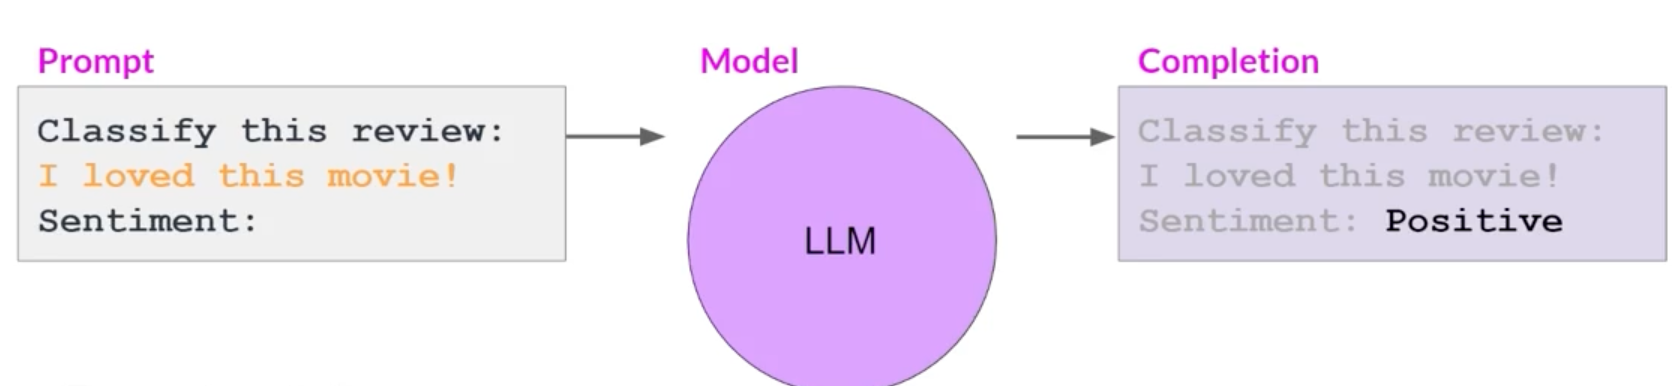 Prompt
Classify this review:
I loved this movie!
Sentiment:
Model
LLM
Completion
Classify this review:
I loved this movie!
Sentiment: Positive